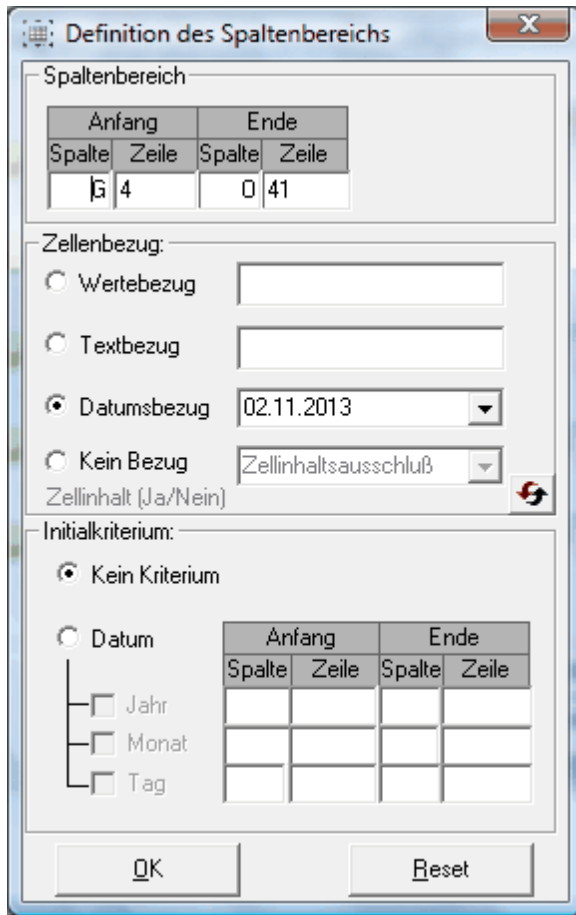 Definition des Spaltenbereichs
Spaltenbereich
Anfang Ende
Spalte Zeile Spalte Zeile
G 4 O 41
Zellenbezug:
Wertebezug
Textbezug
Datumsbezug 02.11.2013
Kein Bezug Zellinhaltsausschluß
Zellinhalt (Ja/Nein)
Initialkriterium:
Kein Kriterium
Datum Anfang Ende
Spalte Zeile Spalte Zeile
Jahr
Monat
Tag
OK Reset